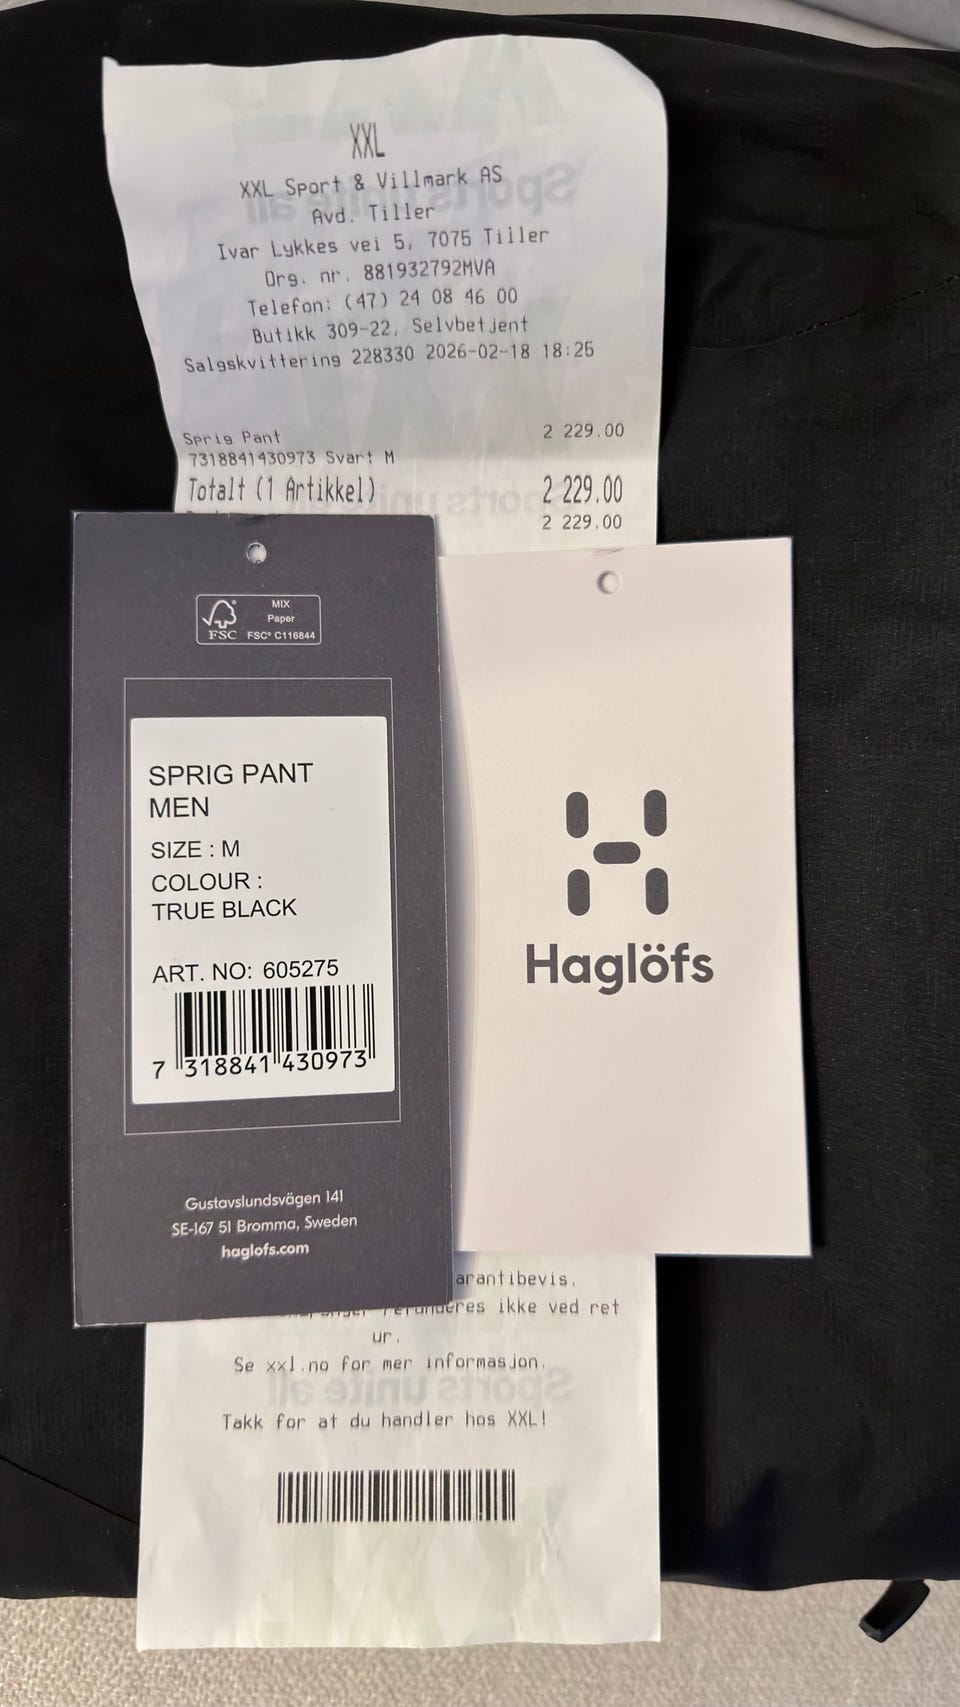 XXL
XXL Sport & Villmark AS
Avd. Tiller
Ivar Lykkes vei 5, 7075 Tiller
Org. nr. 881932792MVA
Telefon: (47) 24 08 46 00
Butikk 309-22, Selvbetjent
Salgskvittering 228330 2026-02-18 18:25
Sprig Pant 2 229.00
7318841430973 Svart M
Totalt (1 Artikkel) 2 229.00
2 229.00
FSC
MIX
Paper
FSC® C116844
SPRIG PANT
MEN
SIZE : M
COLOUR :
TRUE BLACK
ART. NO: 605275
7 318841 430973
Gustavslundsvägen 141
SE-167 51 Bromma, Sweden
haglofs.com
Haglöfs
arantibevis.
refunderes ikke ved ret
ur.
Se xxl.no for mer informasjon.
Takk for at du handler hos XXL!